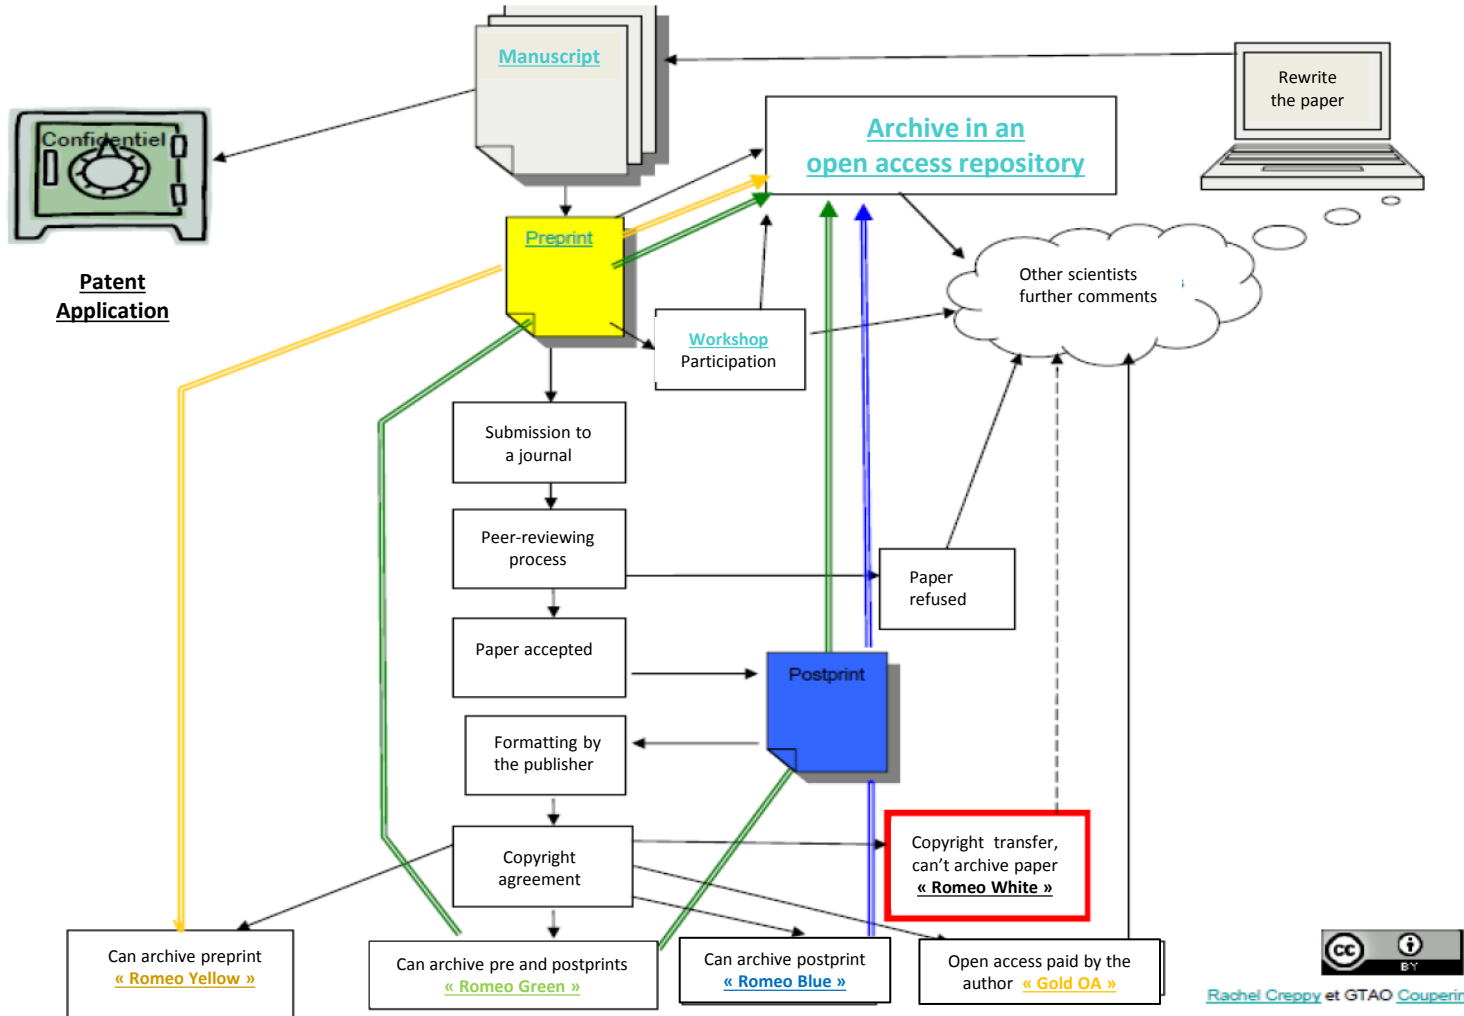 Manuscript
Rewrite
the paper
Confidentiel
Archive in an
open access repository
Patent
Application
Preprint
Other scientists
further comments
Workshop
Participation
Submission to
a journal
Peer-reviewing
process
Paper
refused
Paper accepted
Postprint
Formatting by
the publisher
Copyright
agreement
Copyright transfer,
can't archive paper
« Romeo White »
Can archive preprint
« Romeo Yellow »
Can archive pre and postprints
« Romeo Green »
Can archive postprint
« Romeo Blue »
Open access paid by the
author « Gold OA »
cc
BY
Rachel Creppy et GTAO Couperin